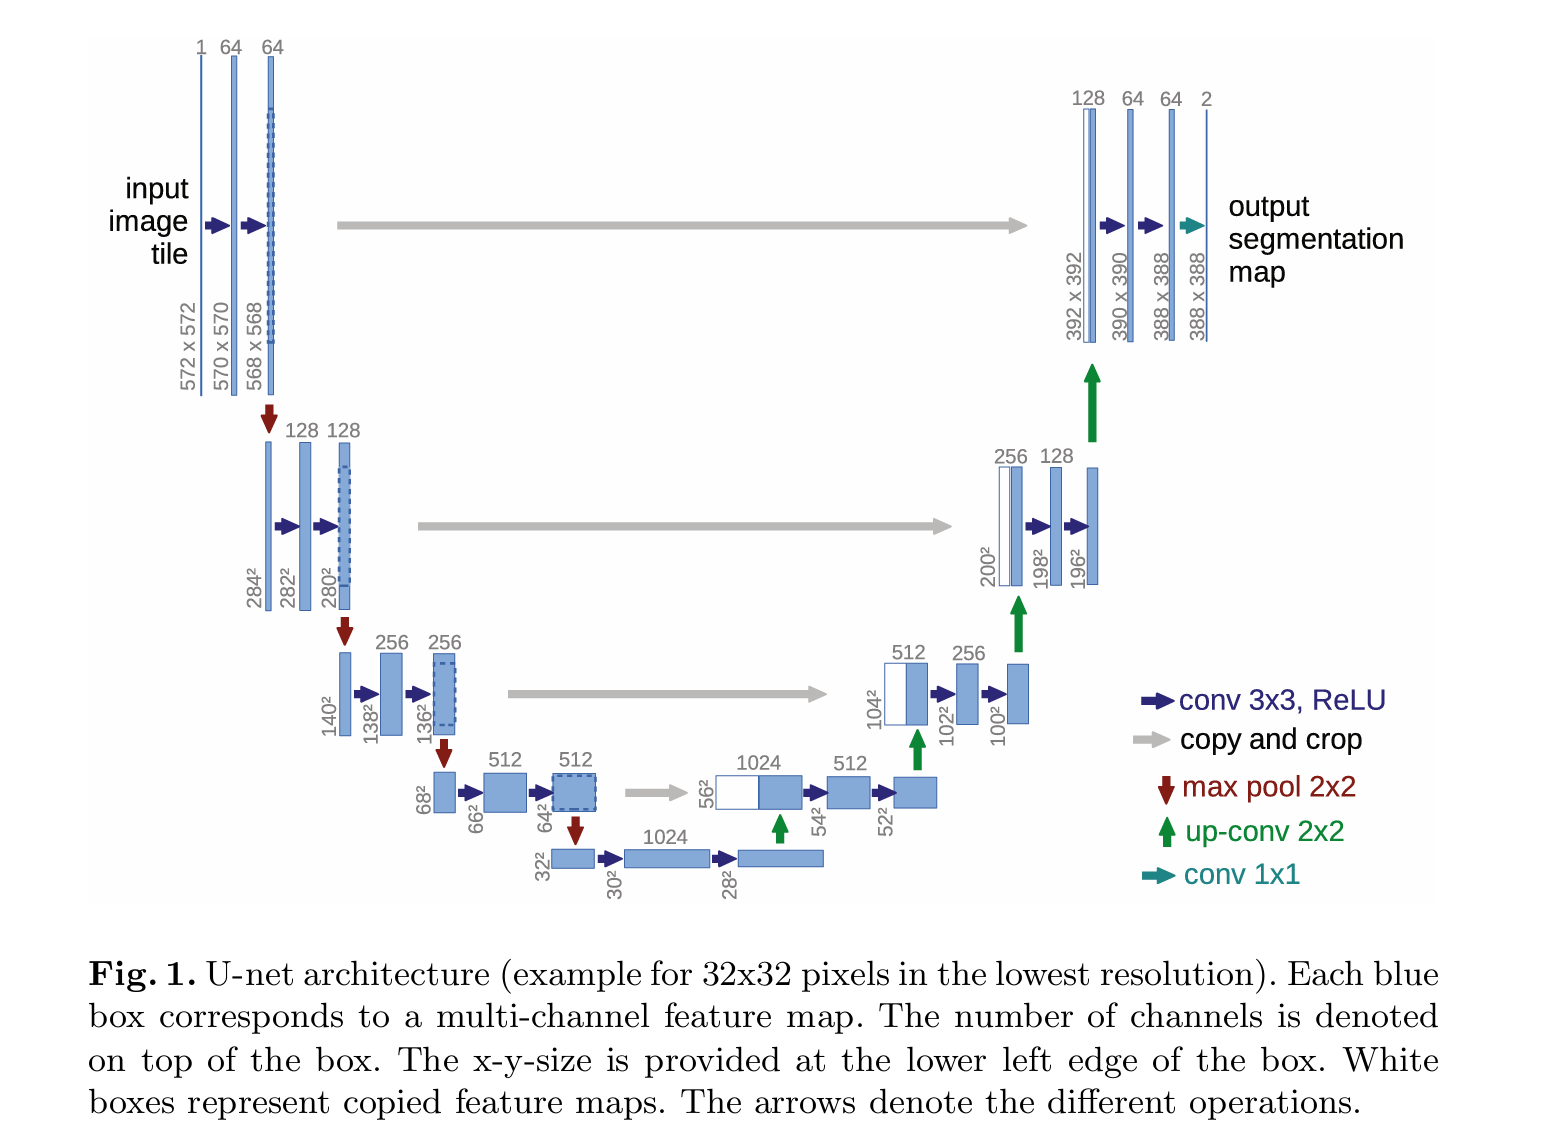 1 64 64
input
image
tile
572 x 572
570 x 570
568 x 568
128 64 64 2
output
segmentation
map
392 x 392
390 x 390
388 x 388
388 x 388
128 128
284²
282²
280²
256 128
200²
198²
196²
256 256
140²
138²
136²
512 256
104²
102²
100²
512 512
68²
66²
64²
1024 512
56²
54²
52²
1024
32²
30²
28²
conv 3x3, ReLU
copy and crop
max pool 2x2
up-conv 2x2
conv 1x1
Fig. 1. U-net architecture (example for 32x32 pixels in the lowest resolution). Each blue
box corresponds to a multi-channel feature map. The number of channels is denoted
on top of the box. The x-y-size is provided at the lower left edge of the box. White
boxes represent copied feature maps. The arrows denote the different operations.